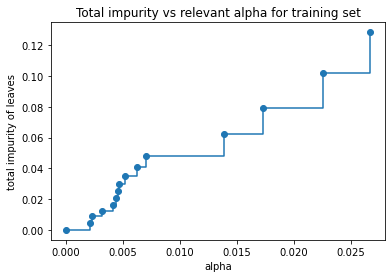 Total impurity vs relevant alpha for training set
total impurity of leaves
0.12
0.10
0.08
0.06
0.04
0.02
0.00
0.000 0.005 0.010 0.015 0.020 0.025
alpha